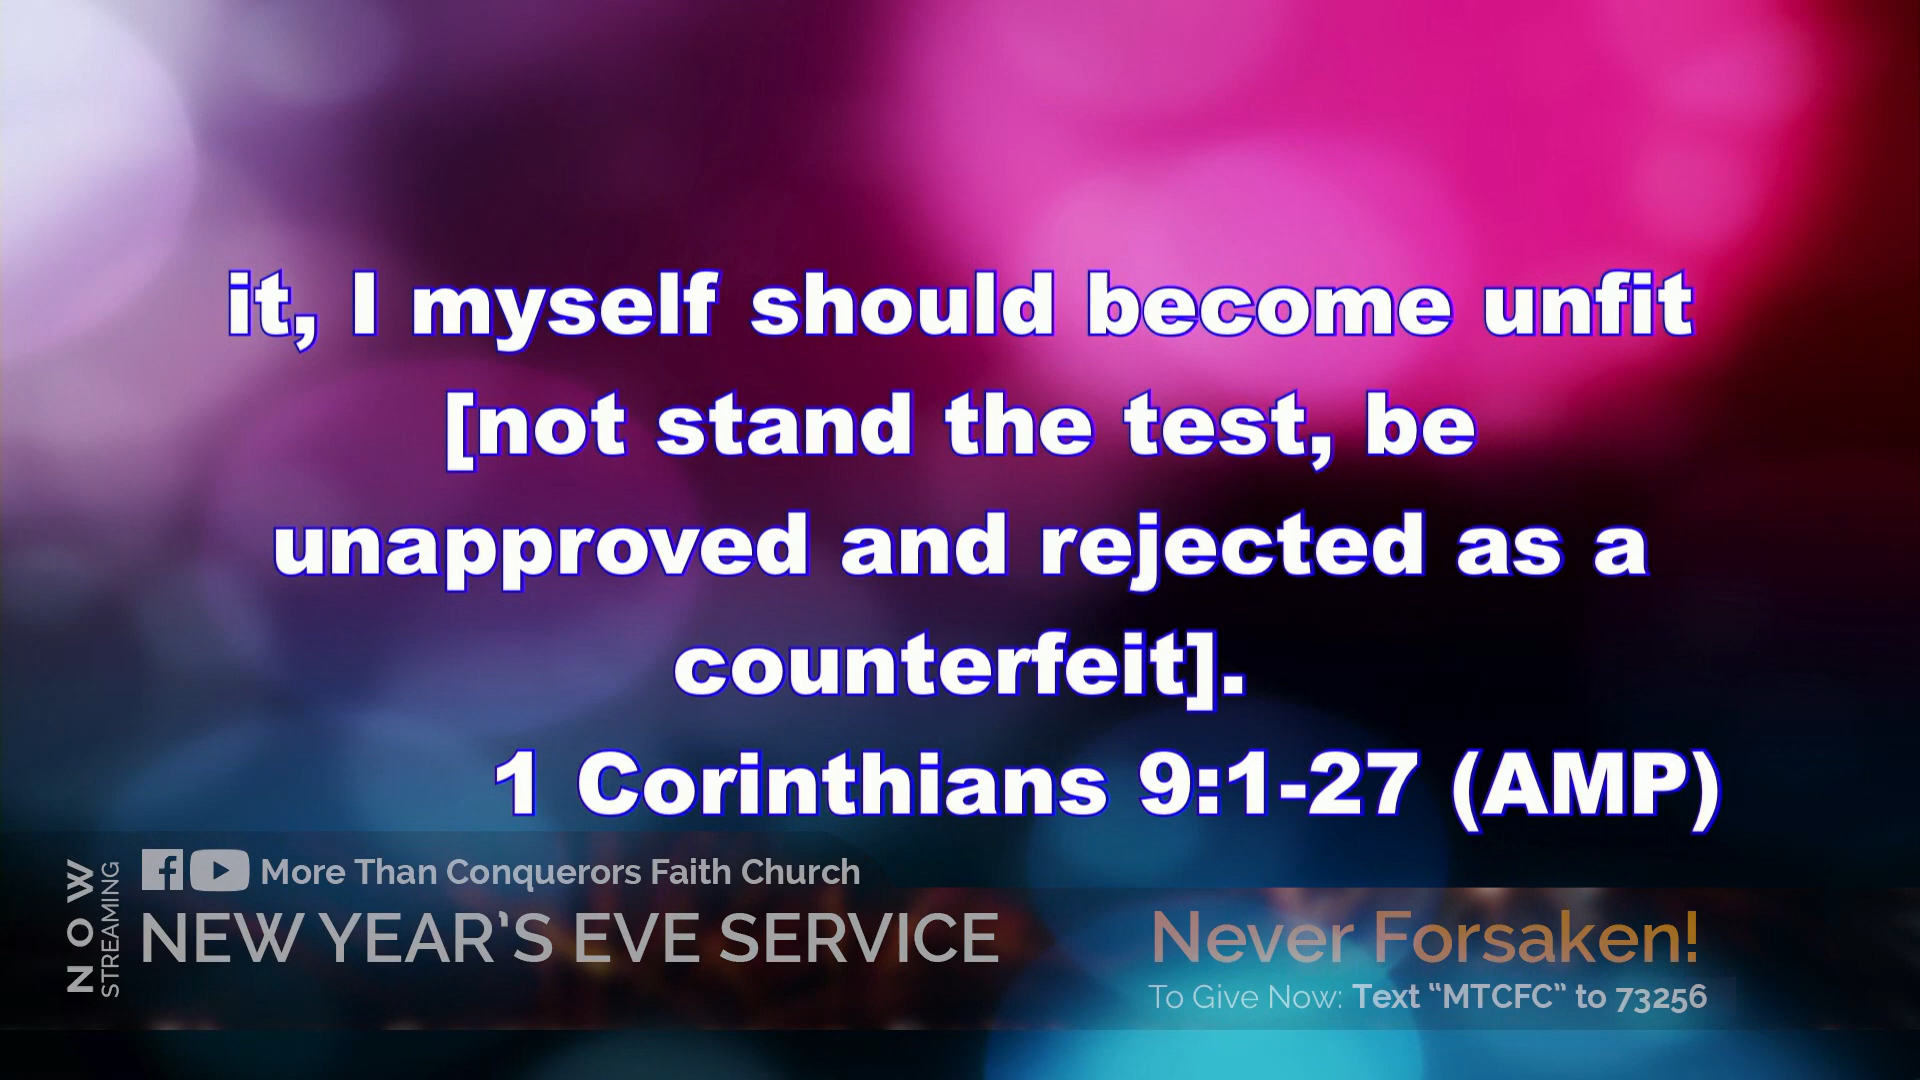 it, I myself should become unfit
[not stand the test, be
unapproved and rejected as a
counterfeit].
1 Corinthians 9:1-27 (AMP)
NOW
STREAMING
More Than Conquerors Faith Church
NEW YEAR'S EVE SERVICE
Never Forsaken!
To Give Now: Text “MTCFC” to 73256